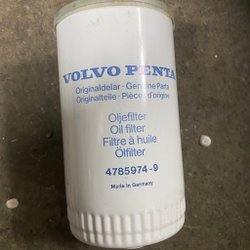 VOLVO PENTA
Originaldelar - Genuine Parts
Originalteile - Pièces d'origine
Oljefilter
Oil filter
Filtre à huile
Ölfilter
4785974-9
Made in Germany